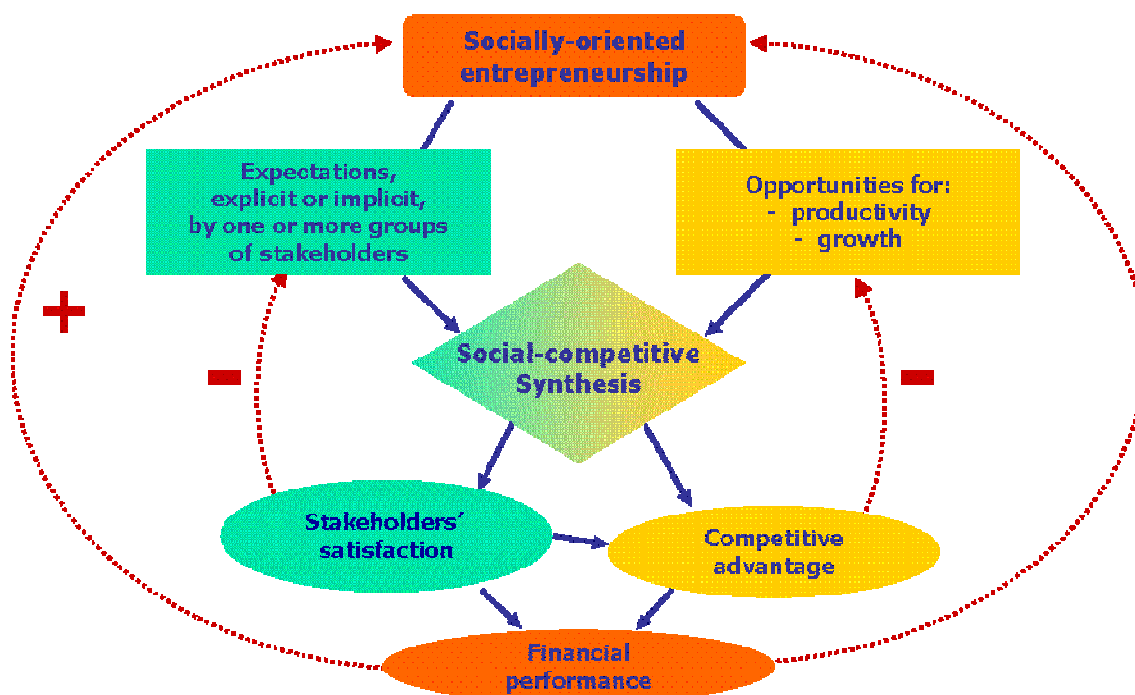 Socially-oriented
entrepreneurship
Expectations,
explicit or implicit,
by one or more groups
of stakeholders
Opportunities for:
- productivity
- growth
+
-
-
Social-competitive
Synthesis
Stakeholders´
satisfaction
Competitive
advantage
Financial
performance